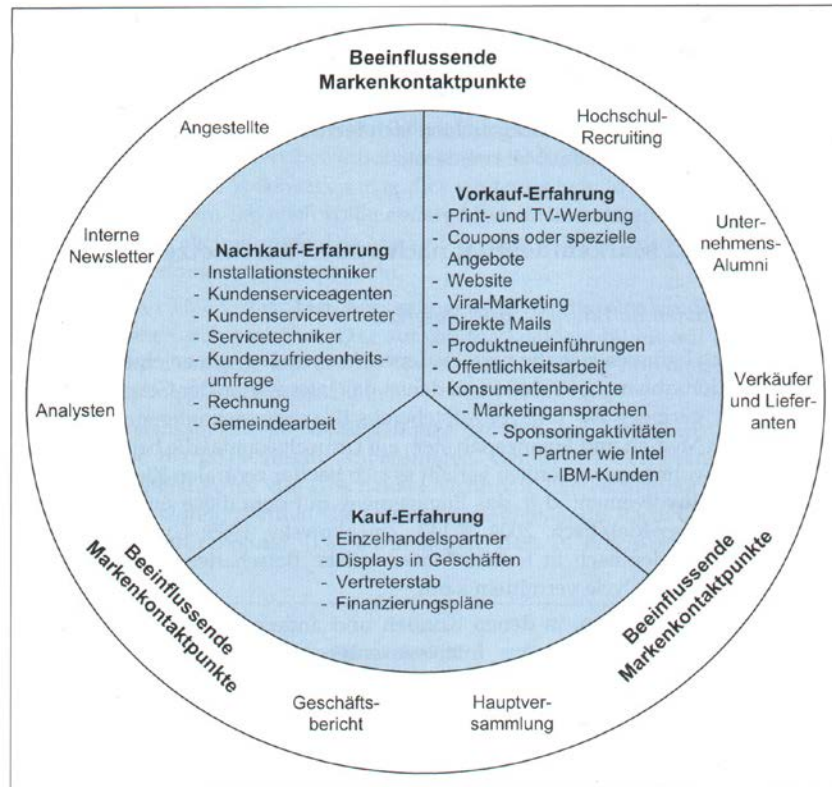 Beeinflussende
Markenkontaktpunkte
Angestellte
Hochschul-
Recruiting
Interne
Newsletter
Unter-
nehmens-
Alumni
Analysten
Verkäufer
und Liefer-
anten
Vorkauf-Erfahrung
- Print- und TV-Werbung
- Coupons oder spezielle
Angebote
- Website
- Viral-Marketing
- Direkte Mails
- Produktneueinführungen
- Öffentlichkeitsarbeit
- Konsumentenberichte
- Marketingansprachen
- Sponsoringaktivitäten
- Partner wie Intel
- IBM-Kunden
Nachkauf-Erfahrung
- Installationstechniker
- Kundenserviceagenten
- Kundenservicevertreter
- Servicetechniker
- Kundenzufriedenheits-
umfrage
- Rechnung
- Gemeindearbeit
Kauf-Erfahrung
- Einzelhandelspartner
- Displays in Geschäften
- Vertreterstab
- Finanzierungspläne
Beeinflussende
Markenkontaktpunkte
Beeinflussende
Markenkontaktpunkte
Geschäfts-
bericht
Hauptver-
sammlung